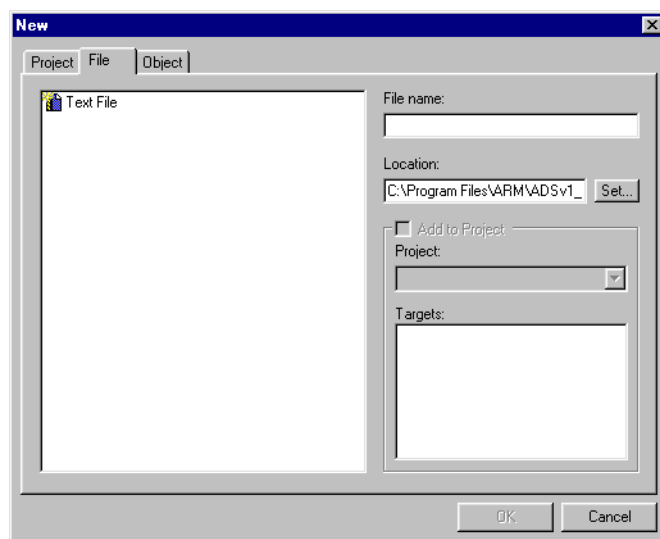 New
Project File Object
Text File
File name:
Location:
C:\Program Files\ARM\ADSv1_ Set...
Add to Project
Project:
Targets:
OK Cancel